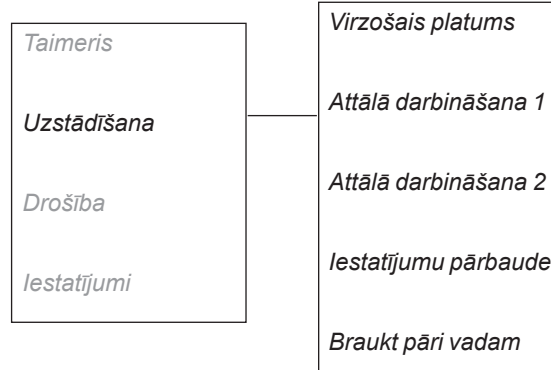 Taimeris
Uzstādīšana
Drošība
Iestatījumi
Virzošais platums
Attālā darbināšana 1
Attālā darbināšana 2
Iestatījumu pārbaude
Braukt pāri vadam